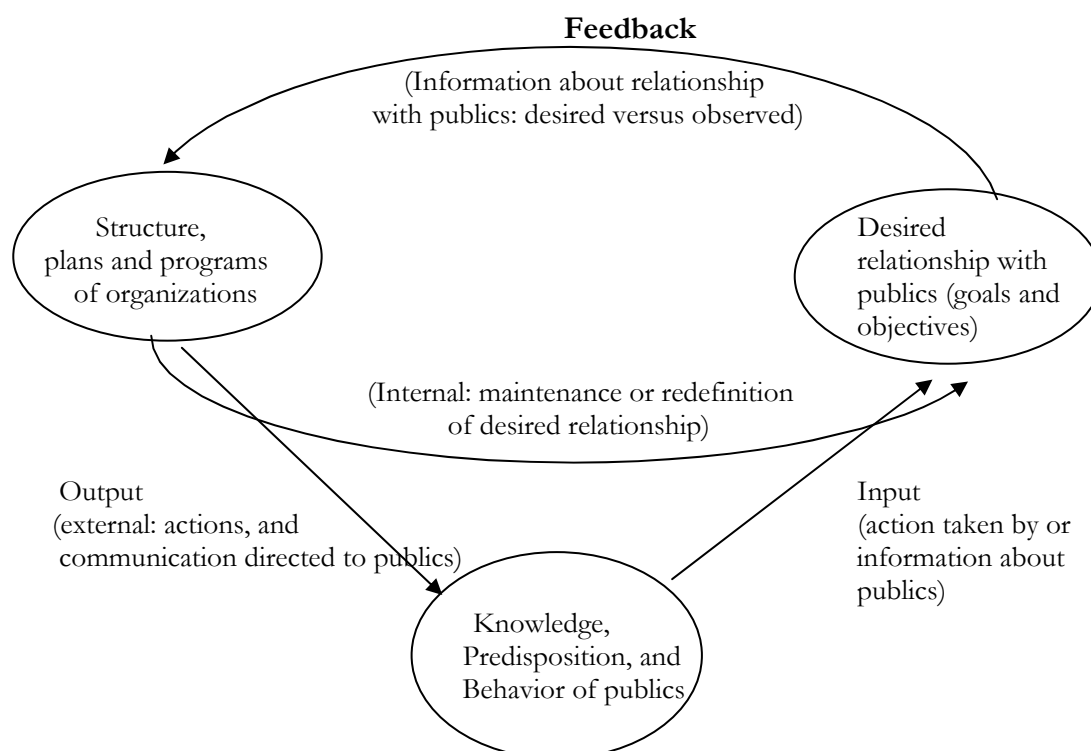 Feedback
(Information about relationship
with publics: desired versus observed)
Structure,
plans and programs
of organizations
Desired
relationship with
publics (goals and
objectives)
(Internal: maintenance or redefinition
of desired relationship)
Output
(external: actions, and
communication directed to publics)
Input
(action taken by or
information about
publics)
Knowledge,
Predisposition, and
Behavior of publics